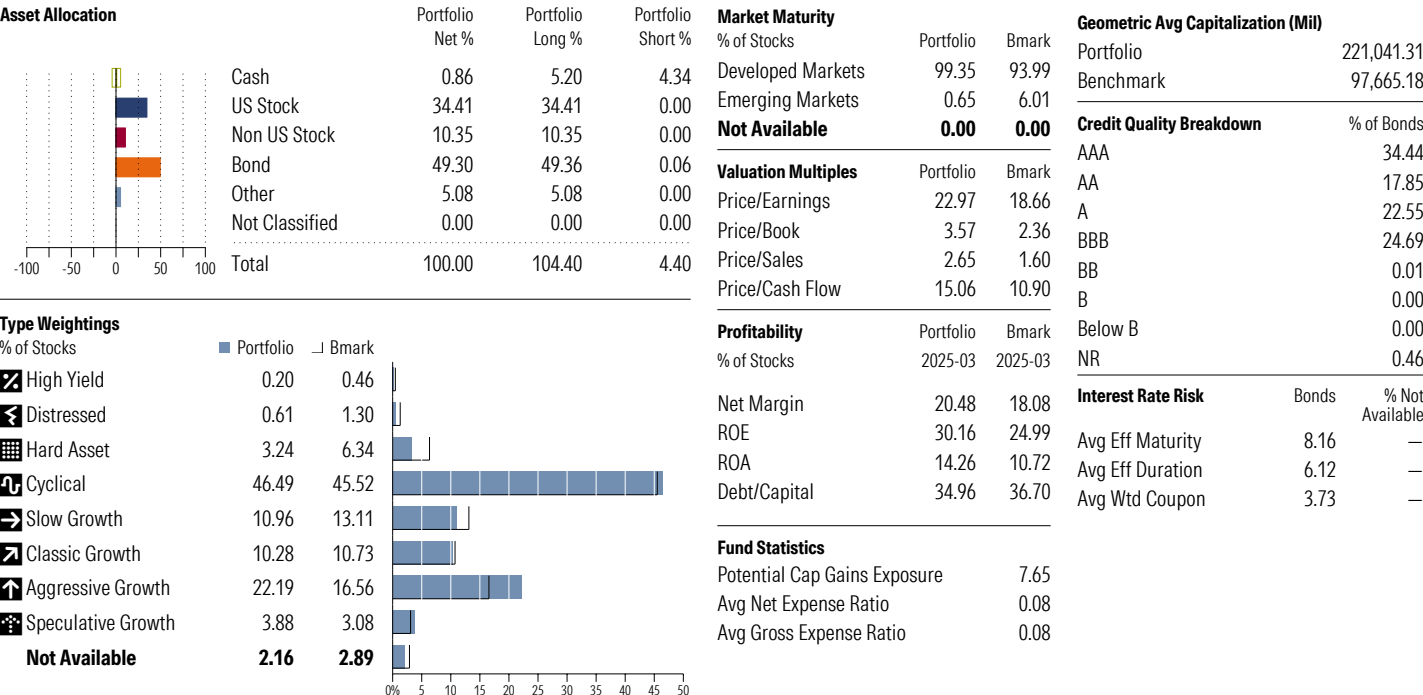 Asset Allocation Portfolio Portfolio Portfolio
Net % Long % Short %
Cash 0.86 5.20 4.34
US Stock 34.41 34.41 0.00
Non US Stock 10.35 10.35 0.00
Bond 49.30 49.36 0.06
Other 5.08 5.08 0.00
Not Classified 0.00 0.00 0.00
Total 100.00 104.40 4.40
-100 -50 0 50 100
Type Weightings
% of Stocks Portfolio Bmark
High Yield 0.20 0.46
Distressed 0.61 1.30
Hard Asset 3.24 6.34
Cyclical 46.49 45.52
Slow Growth 10.96 13.11
Classic Growth 10.28 10.73
Aggressive Growth 22.19 16.56
Speculative Growth 3.88 3.08
Not Available 2.16 2.89
0% 5 10 15 20 25 30 35 40 45 50
Market Maturity
% of Stocks Portfolio Bmark
Developed Markets 99.35 93.99
Emerging Markets 0.65 6.01
Not Available 0.00 0.00
Valuation Multiples Portfolio Bmark
Price/Earnings 22.97 18.66
Price/Book 3.57 2.36
Price/Sales 2.65 1.60
Price/Cash Flow 15.06 10.90
Profitability Portfolio Bmark
% of Stocks 2025-03 2025-03
Net Margin 20.48 18.08
ROE 30.16 24.99
ROA 14.26 10.72
Debt/Capital 34.96 36.70
Fund Statistics
Potential Cap Gains Exposure 7.65
Avg Net Expense Ratio 0.08
Avg Gross Expense Ratio 0.08
Geometric Avg Capitalization (Mil)
Portfolio 221,041.31
Benchmark 97,665.18
Credit Quality Breakdown % of Bonds
AAA 34.44
AA 17.85
A 22.55
BBB 24.69
BB 0.01
B 0.00
Below B 0.00
NR 0.46
Interest Rate Risk Bonds % Not
Available
Avg Eff Maturity 8.16 —
Avg Eff Duration 6.12 —
Avg Wtd Coupon 3.73 —